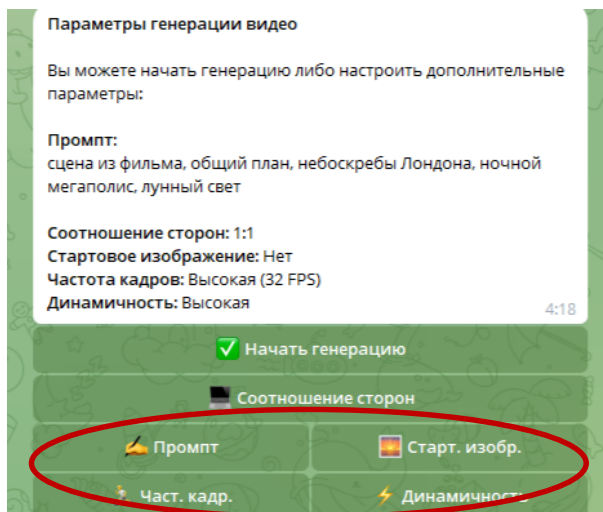 Параметры генерации видео
Вы можете начать генерацию либо настроить дополнительные
параметры:
Промпт:
сцена из фильма, общий план, небоскребы Лондона, ночной
мегаполис, лунный свет
Соотношение сторон: 1:1
Стартовое изображение: Нет
Частота кадров: Высокая (32 FPS)
Динамичность: Высокая
4:18
✅ Начать генерацию
💻 Соотношение сторон
✍ Промпт
🌅 Старт. изобр.
🏃 Част. кадр.
⚡ Динамичность